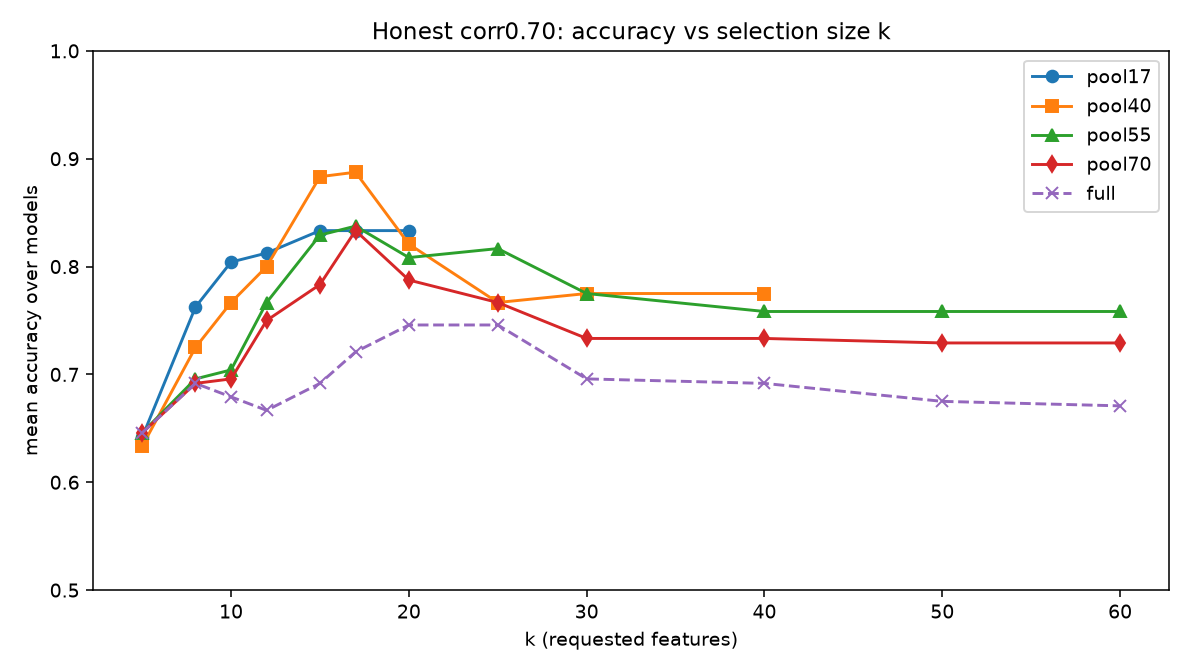 Honest corr0.70: accuracy vs selection size k
1.0
0.9
0.8
0.7
0.6
0.5
mean accuracy over models
pool17
pool40
pool55
pool70
full
10
20
30
40
50
60
k (requested features)